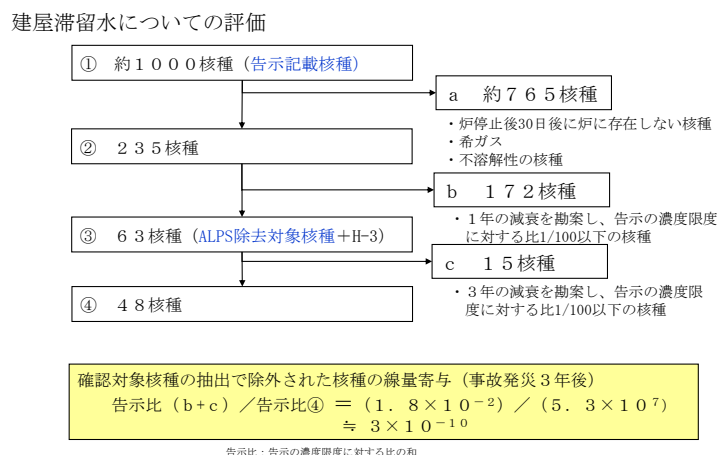 建屋滞留水についての評価
① 約1000核種(告示記載核種)
a 約765核種
・炉停止後30日後に炉に存在しない核種
・希ガス
・不溶解性の核種
② 235核種
b 172核種
・1年の減衰を勘案し、告示の濃度限度
に対する比1/100以下の核種
③ 63核種(ALPS除去対象核種+H-3)
c 15核種
・3年の減衰を勘案し、告示の濃度限
度に対する比1/100以下の核種
④ 48核種
確認対象核種の抽出で除外された核種の線量寄与(事故発災3年後)
告示比(b+c)/告示比④ =(1.8×10⁻²)/(5.3×10⁷)
≒ 3×10⁻¹⁰
告示比:告示の濃度限度に対する比の和